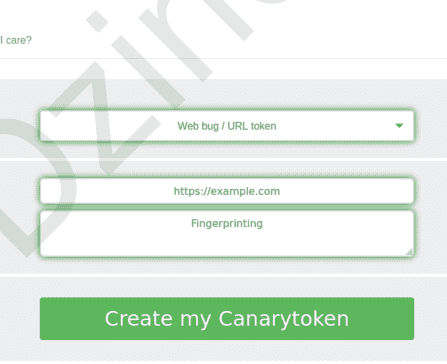 I care?
Web bug / URL token
https://example.com
Fingerprinting
Create my Canarytoken